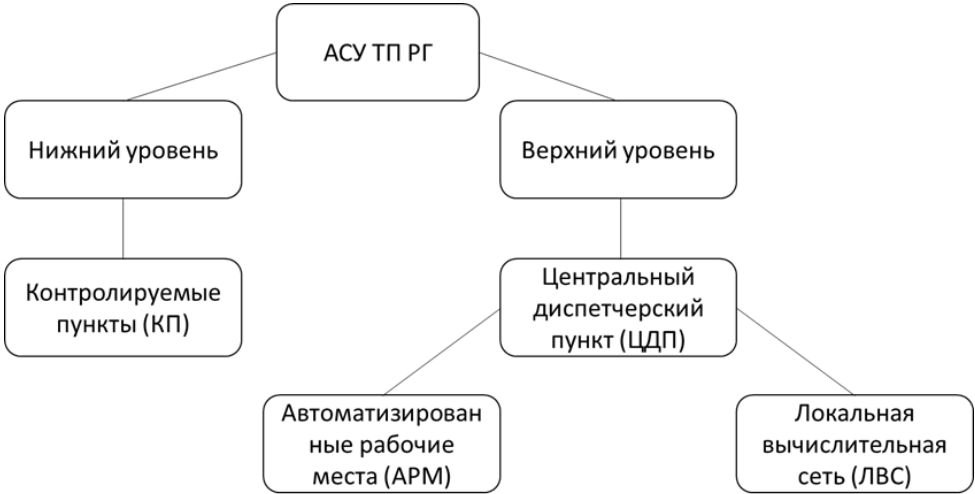 АСУ ТП РГ
Нижний уровень
Верхний уровень
Контролируемые
пункты (КП)
Центральный
диспетчерский
пункт (ЦДП)
Автоматизирован
ные рабочие
места (АРМ)
Локальная
вычислительная
сеть (ЛВС)